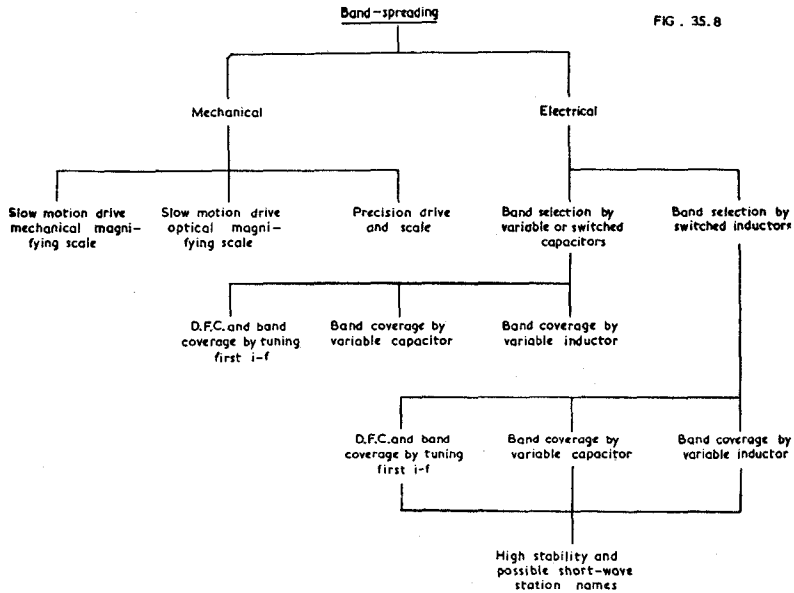 Band-spreading
FIG. 35.8
Mechanical
Electrical
Slow motion drive
mechanical magni-
fying scale
Slow motion drive
optical magni-
fying scale
Precision drive
and scale
Band selection by
variable or switched
capacitors
Band selection by
switched inductors
D.F.C. and band
coverage by tuning
first i-f
Band coverage by
variable capacitor
Band coverage by
variable inductor
D.F.C. and band
coverage by tuning
first i-f
Band coverage by
variable capacitor
Band coverage by
variable inductor
High stability and
possible short-wave
station names